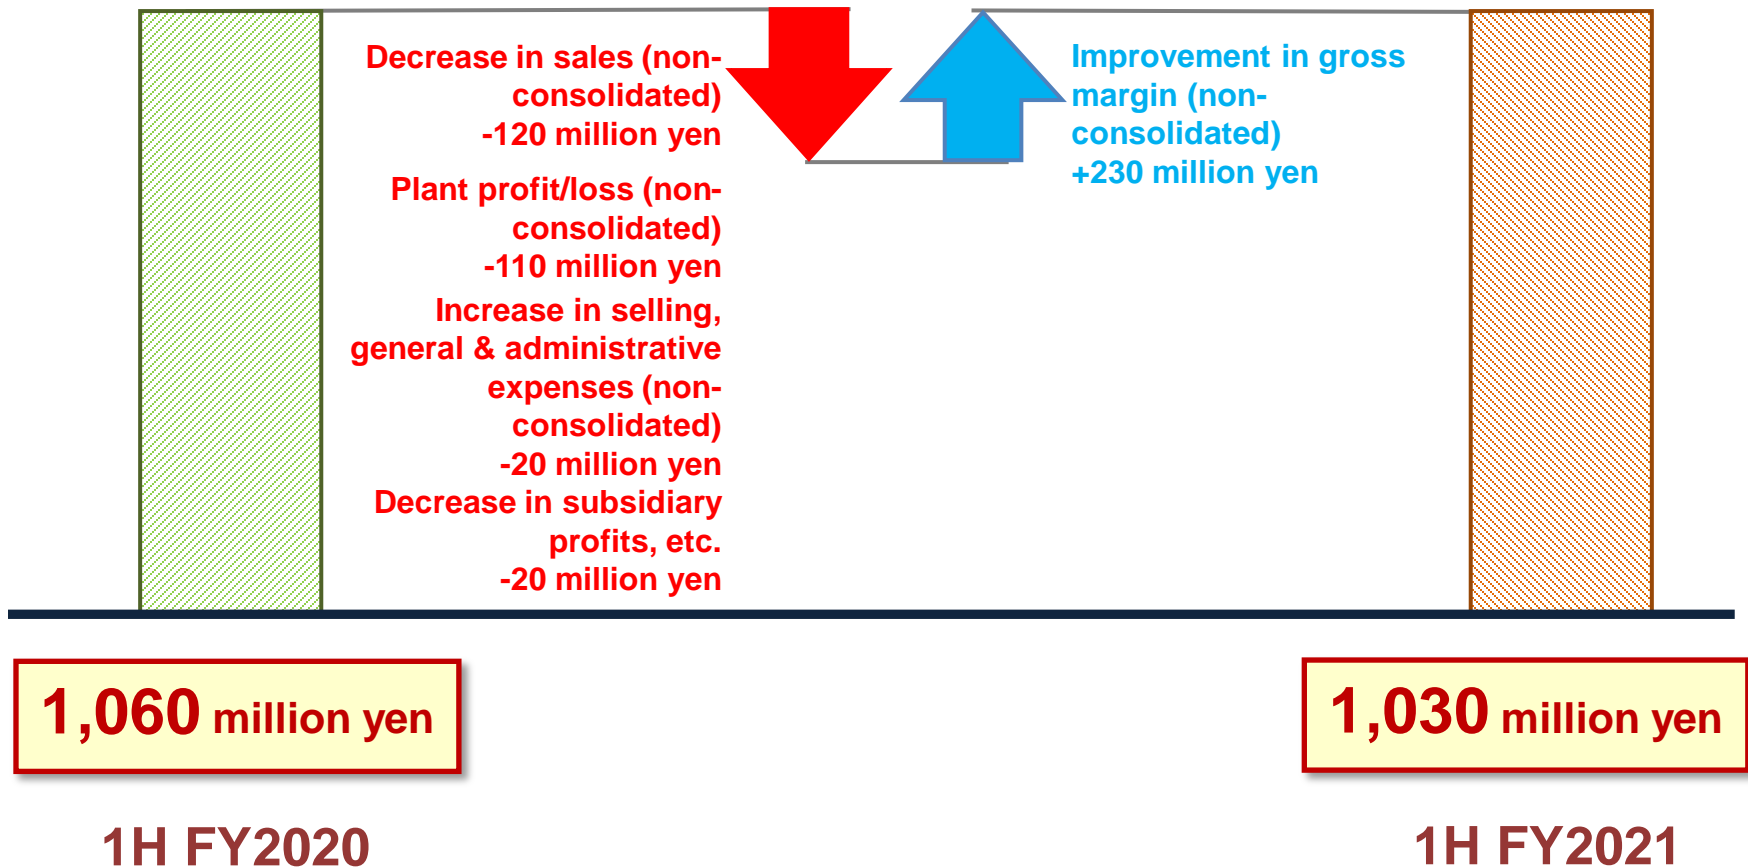 Decrease in sales (non-
consolidated)
-120 million yen
Plant profit/loss (non-
consolidated)
-110 million yen
Increase in selling,
general & administrative
expenses (non-
consolidated)
-20 million yen
Decrease in subsidiary
profits, etc.
-20 million yen
Improvement in gross
margin (non-
consolidated)
+230 million yen
1,060 million yen
1,030 million yen
1H FY2020
1H FY2021